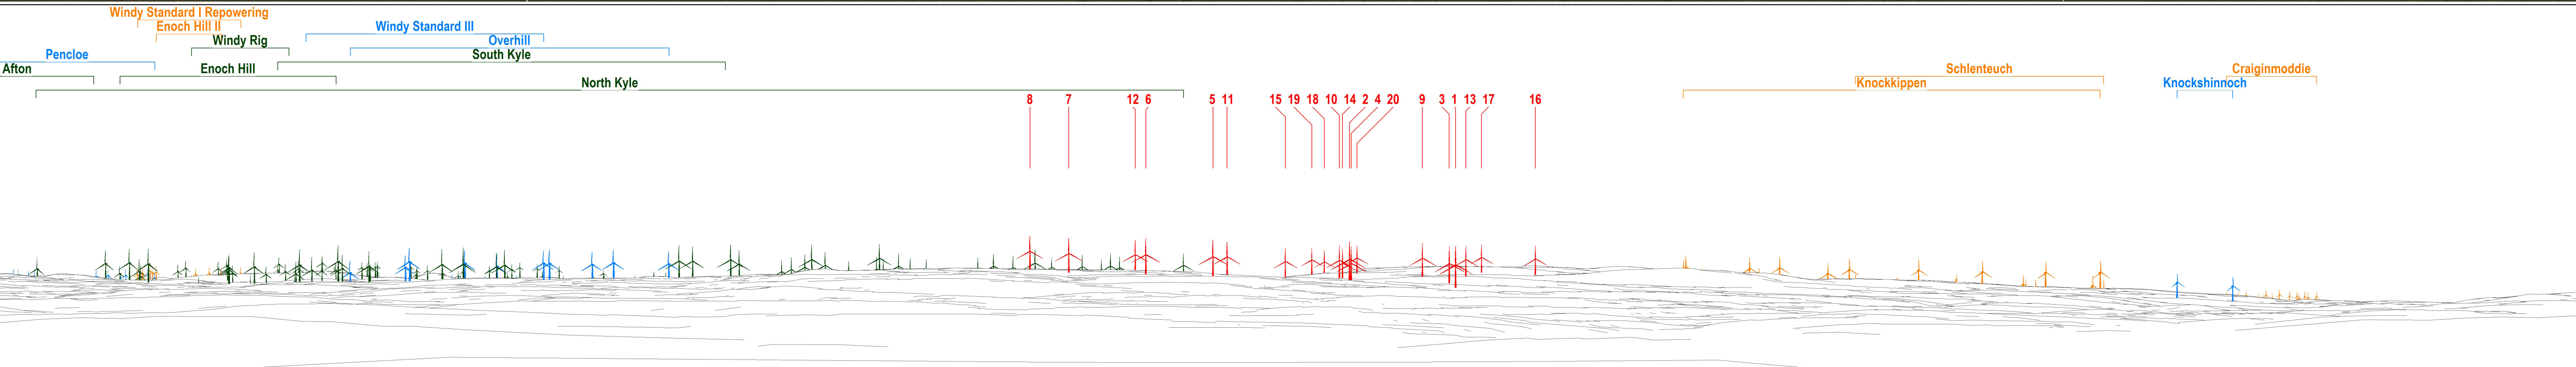 Windy Standard I Repowering
Enoch Hill II
Windy Standard III
Windy Rig
Overhill
Pencloe
South Kyle
Afton
Enoch Hill
Schlenteuch
Craiginmoddie
North Kyle
Knockkippen
Knockshinnoch
8 7 12 6 5 11 15 19 18 10 14 2 4 20 9 3 1 13 17 16